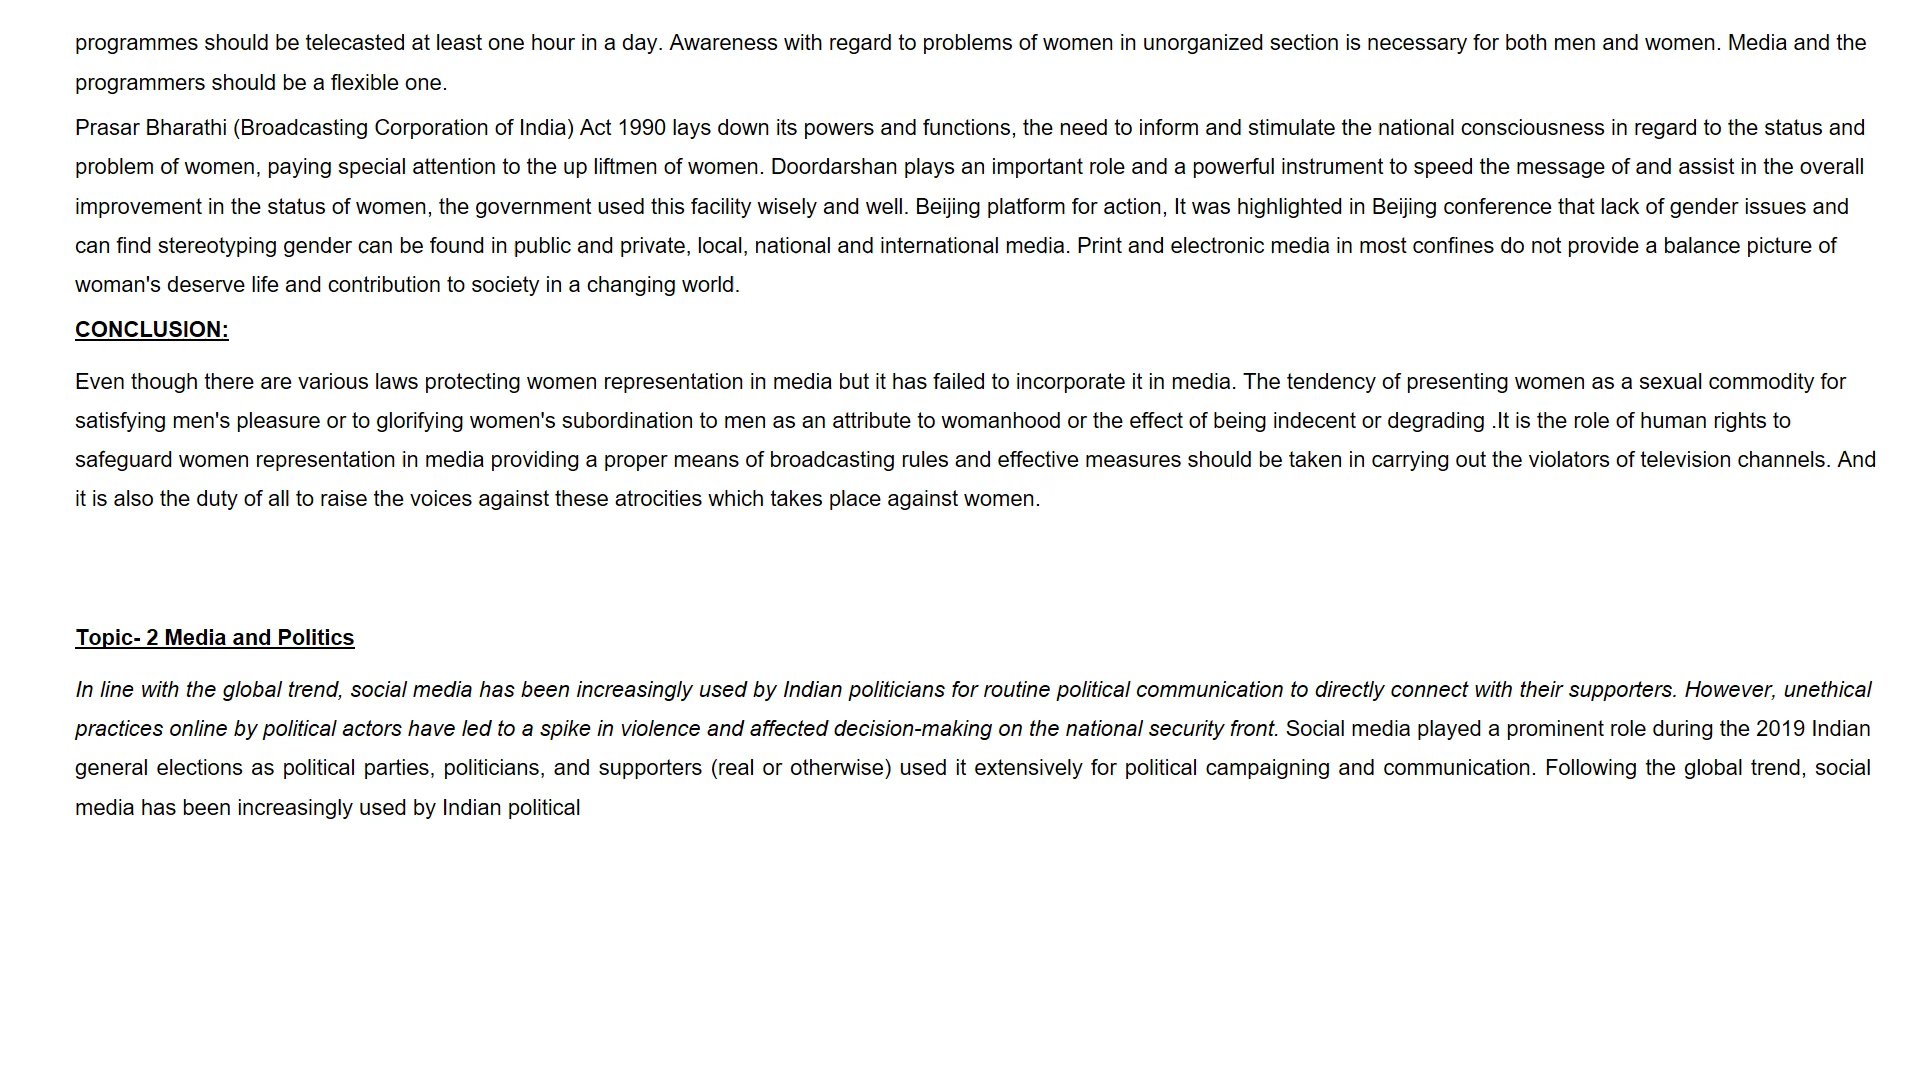 programmes should be telecasted at least one hour in a day. Awareness with regard to problems of women in unorganized section is necessary for both men and women. Media and the
programmers should be a flexible one.
Prasar Bharathi (Broadcasting Corporation of India) Act 1990 lays down its powers and functions, the need to inform and stimulate the national consciousness in regard to the status and
problem of women, paying special attention to the up liftmen of women. Doordarshan plays an important role and a powerful instrument to speed the message of and assist in the overall
improvement in the status of women, the government used this facility wisely and well. Beijing platform for action, It was highlighted in Beijing conference that lack of gender issues and
can find stereotyping gender can be found in public and private, local, national and international media. Print and electronic media in most confines do not provide a balance picture of
woman's deserve life and contribution to society in a changing world.
CONCLUSION:
Even though there are various laws protecting women representation in media but it has failed to incorporate it in media. The tendency of presenting women as a sexual commodity for
satisfying men's pleasure or to glorifying women's subordination to men as an attribute to womanhood or the effect of being indecent or degrading .It is the role of human rights to
safeguard women representation in media providing a proper means of broadcasting rules and effective measures should be taken in carrying out the violators of television channels. And
it is also the duty of all to raise the voices against these atrocities which takes place against women.
Topic- 2 Media and Politics
In line with the global trend, social media has been increasingly used by Indian politicians for routine political communication to directly connect with their supporters. However, unethical
practices online by political actors have led to a spike in violence and affected decision-making on the national security front. Social media played a prominent role during the 2019 Indian
general elections as political parties, politicians, and supporters (real or otherwise) used it extensively for political campaigning and communication. Following the global trend, social
media has been increasingly used by Indian political